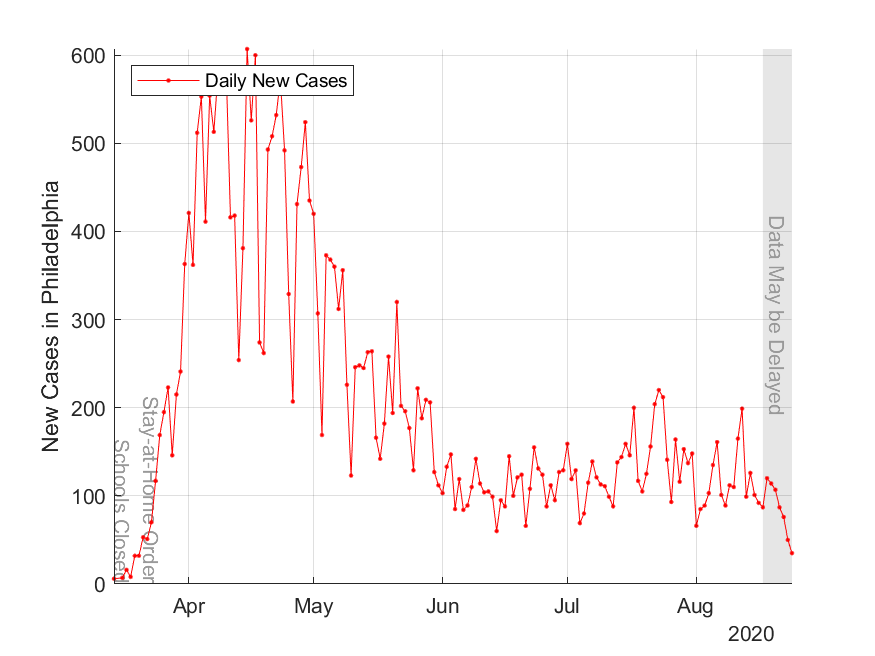 600
500
400
300
200
100
0
New Cases in Philadelphia
Daily New Cases
Schools Closed
Stay-at-Home Order
Data May be Delayed
Apr May Jun Jul Aug
2020